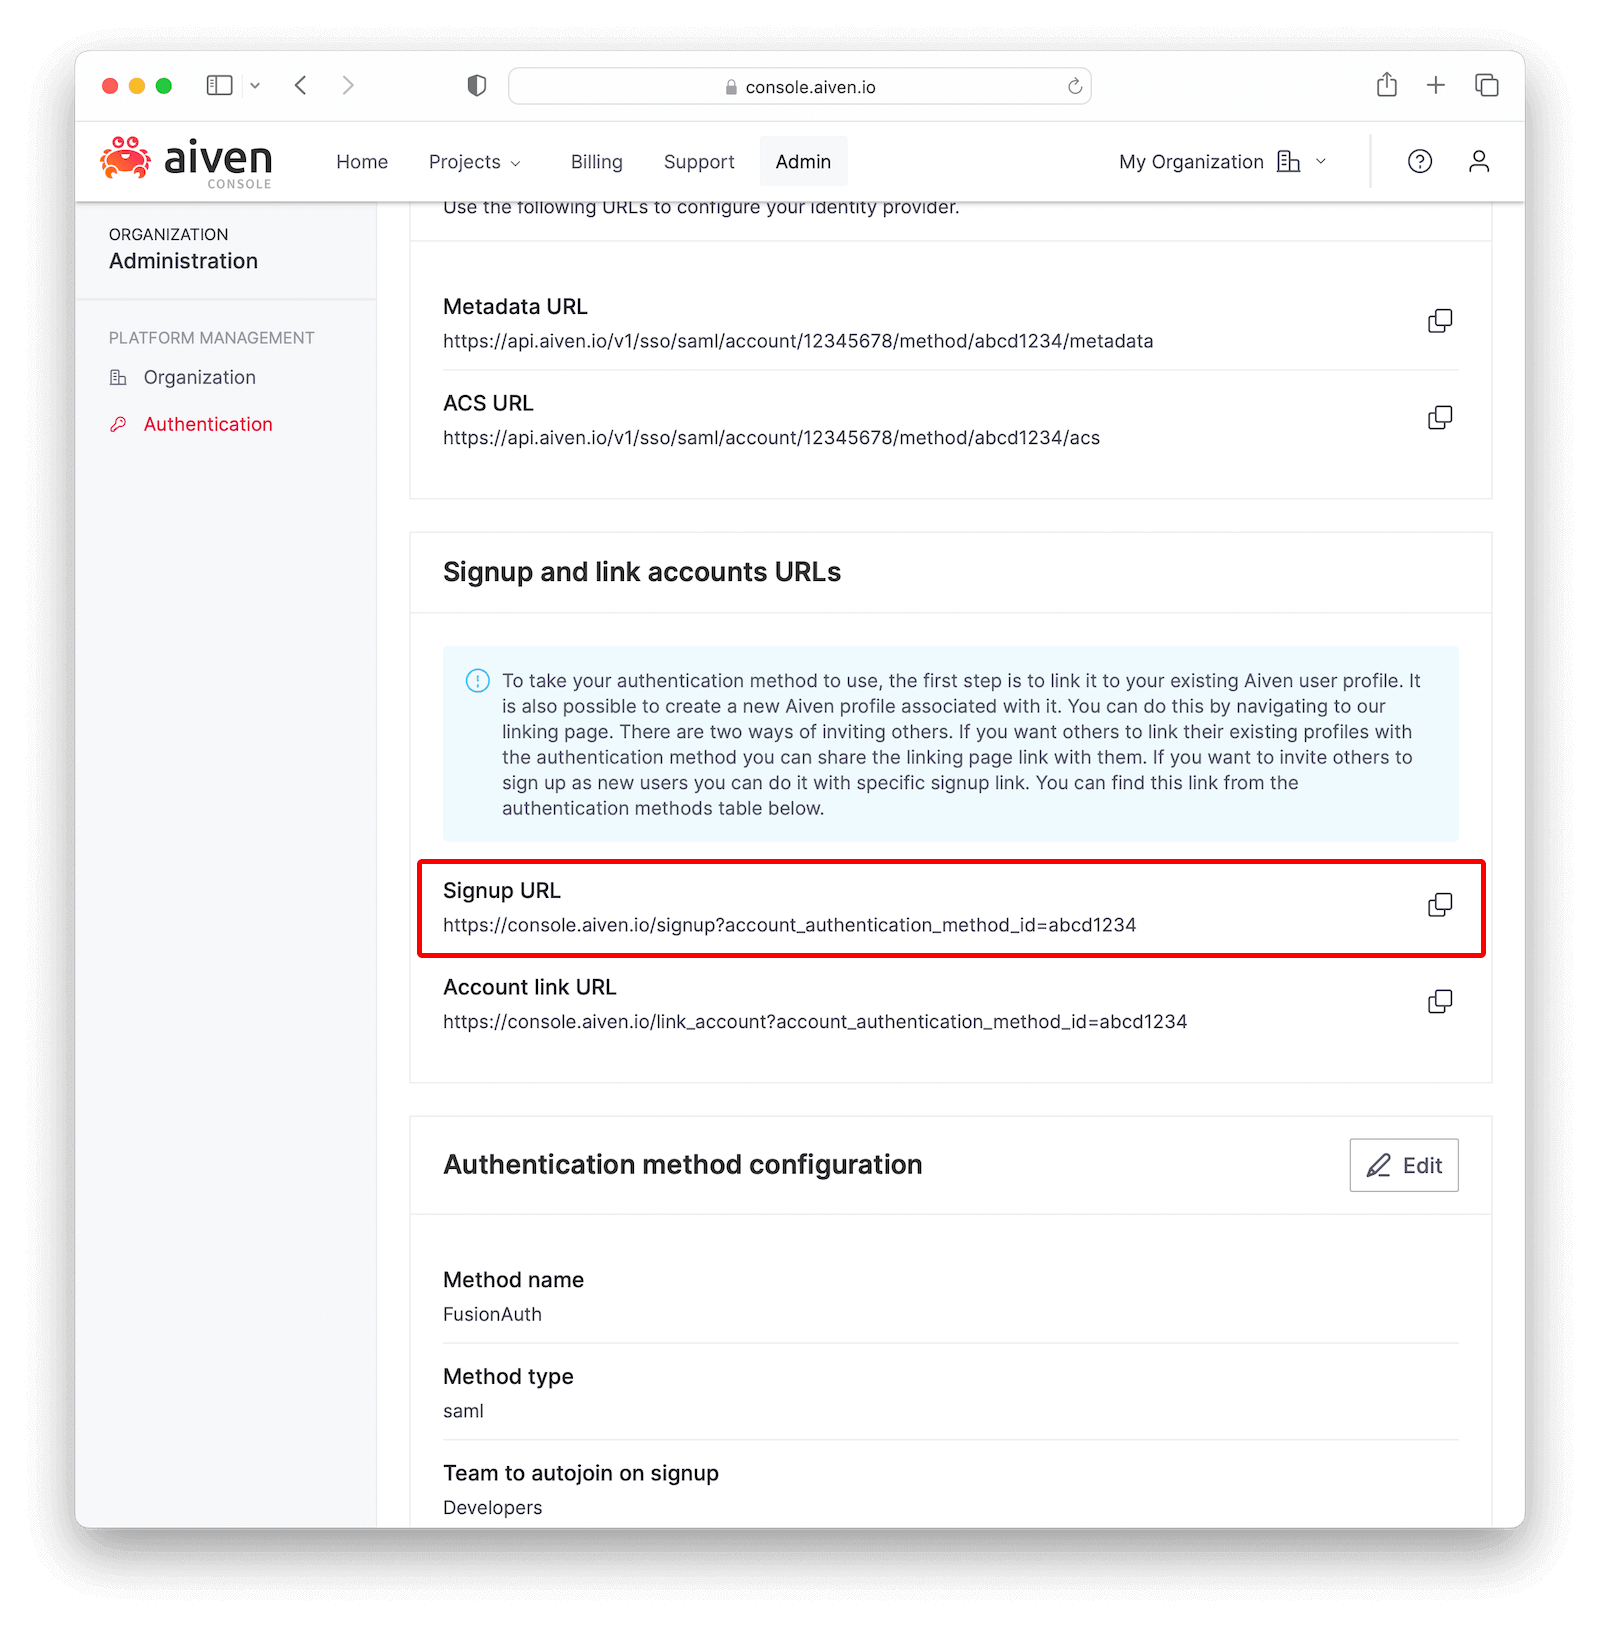 console.aiven.io
aiven
CONSOLE
Home Projects Billing Support Admin My Organization
ORGANIZATION
Administration
PLATFORM MANAGEMENT
Organization
Authentication
Use the following URLs to configure your identity provider.
Metadata URL
https://api.aiven.io/v1/sso/saml/account/12345678/method/abcd1234/metadata
ACS URL
https://api.aiven.io/v1/sso/saml/account/12345678/method/abcd1234/acs
Signup and link accounts URLs
To take your authentication method to use, the first step is to link it to your existing Aiven user profile. It
is also possible to create a new Aiven profile associated with it. You can do this by navigating to our
linking page. There are two ways of inviting others. If you want others to link their existing profiles with
the authentication method you can share the linking page link with them. If you want to invite others to
sign up as new users you can do it with specific signup link. You can find this link from the
authentication methods table below.
Signup URL
https://console.aiven.io/signup?account_authentication_method_id=abcd1234
Account link URL
https://console.aiven.io/link_account?account_authentication_method_id=abcd1234
Authentication method configuration
Edit
Method name
FusionAuth
Method type
saml
Team to autojoin on signup
Developers